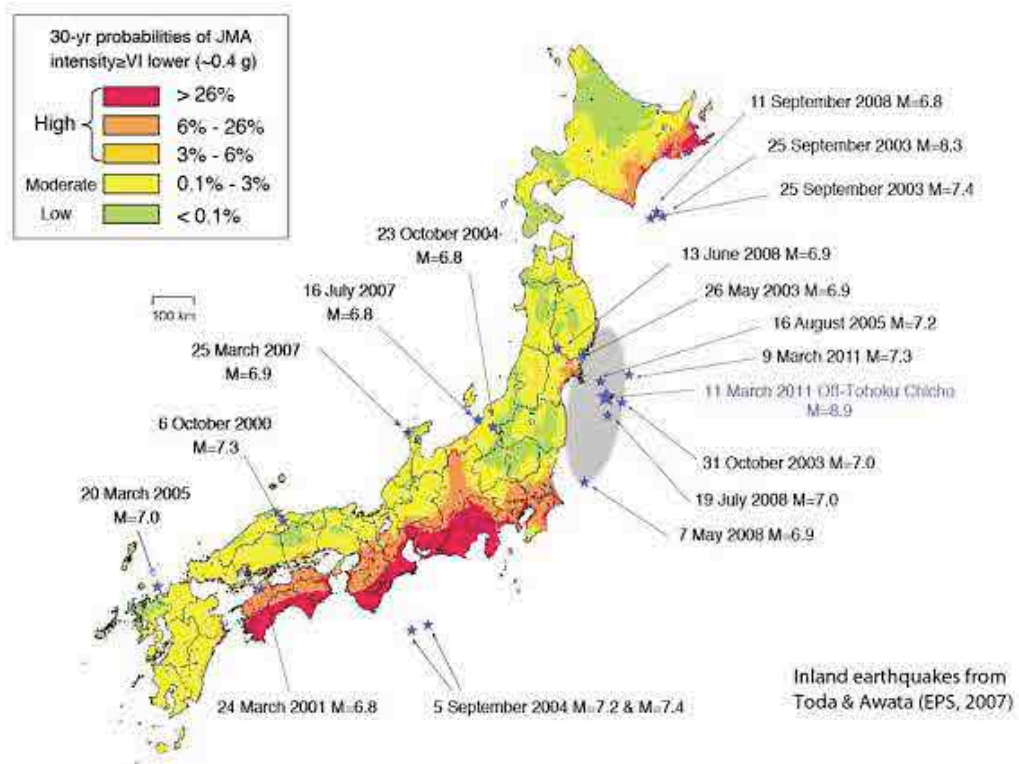 30-yr probabilities of JMA
intensity≥VI lower (~0.4 g)
High
> 26%
6% - 26%
3% - 6%
Moderate
0.1% - 3%
Low
< 0.1%
100 km
11 September 2008 M=6.8
25 September 2003 M=8.3
25 September 2003 M=7.4
23 October 2004
M=6.8
13 June 2008 M=6.9
16 July 2007
M=6.8
26 May 2003 M=6.9
16 August 2005 M=7.2
25 March 2007
M=6.9
9 March 2011 M=7.3
11 March 2011 Off-Tohoku Chicho
M=8.9
6 October 2000
M=7.3
31 October 2003 M=7.0
20 March 2005
M=7.0
19 July 2008 M=7.0
7 May 2008 M=6.9
24 March 2001 M=6.8
5 September 2004 M=7.2 & M=7.4
Inland earthquakes from
Toda & Awata (EPS, 2007)